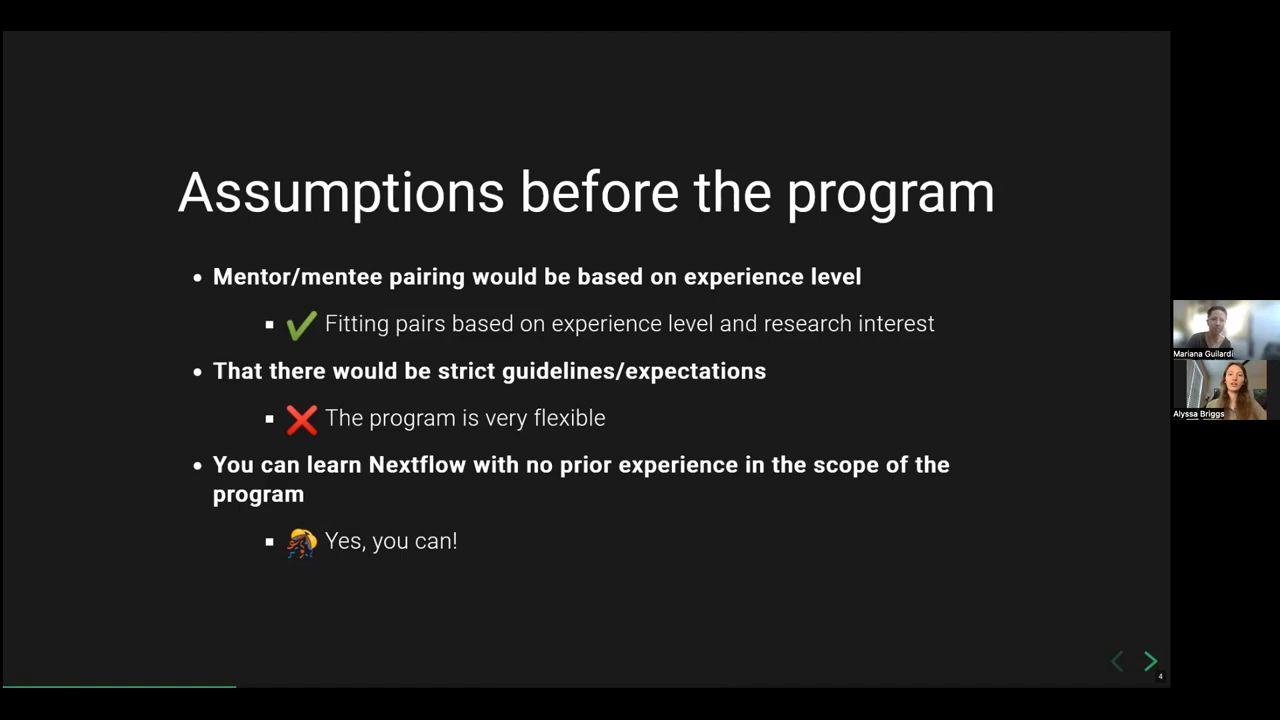 Assumptions before the program
Mentor/mentee pairing would be based on experience level
Fitting pairs based on experience level and research interest
That there would be strict guidelines/expectations
The program is very flexible
You can learn Nextflow with no prior experience in the scope of the
program
Yes, you can!
Mariana Guilardi
Alyssa Briggs
4